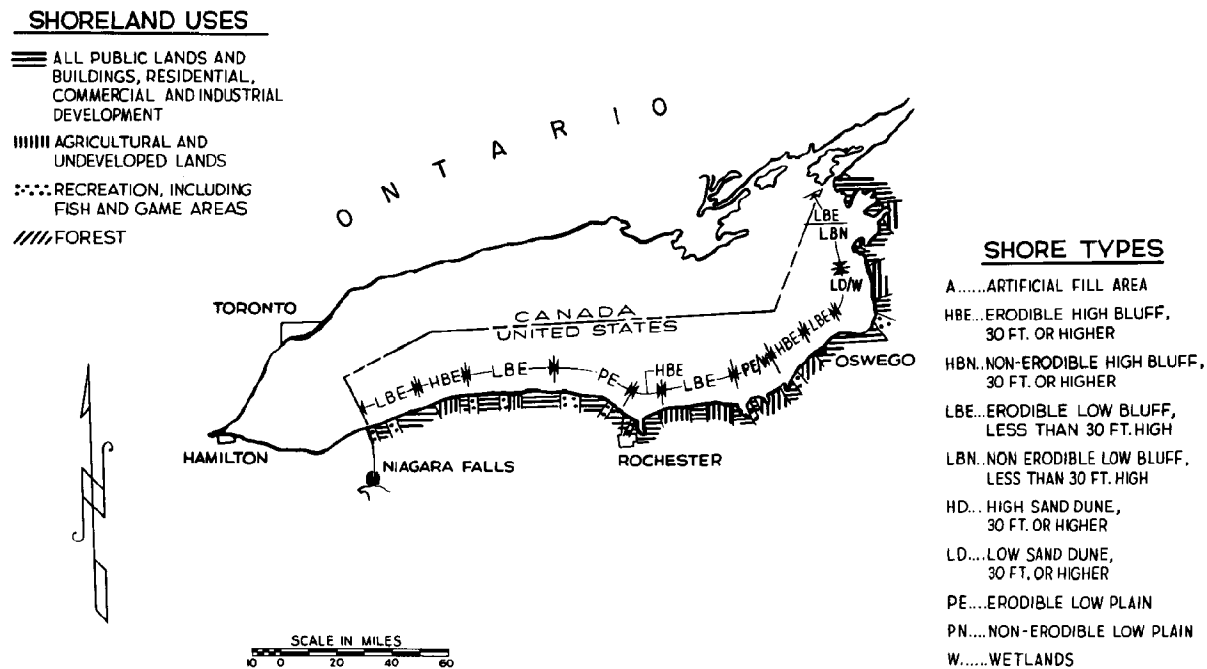 SHORELAND USES
ALL PUBLIC LANDS AND
BUILDINGS, RESIDENTIAL,
COMMERCIAL AND INDUSTRIAL
DEVELOPMENT
AGRICULTURAL AND
UNDEVELOPED LANDS
RECREATION, INCLUDING
FISH AND GAME AREAS
FOREST
ONTARIO
LBE
LBN
LD/W
TORONTO
CANADA
UNITED STATES
LBE
HBE
LBE
PE
HBE
LBE
PE/W
HBE
LBE
OSWEGO
HAMILTON
NIAGARA FALLS
ROCHESTER
N
SCALE IN MILES
10 0 20 40 60
SHORE TYPES
A......ARTIFICIAL FILL AREA
HBE...ERODIBLE HIGH BLUFF,
30 FT. OR HIGHER
HBN..NON-ERODIBLE HIGH BLUFF,
30 FT. OR HIGHER
LBE...ERODIBLE LOW BLUFF,
LESS THAN 30 FT. HIGH
LBN...NON ERODIBLE LOW BLUFF,
LESS THAN 30 FT. HIGH
HD... HIGH SAND DUNE,
30 FT. OR HIGHER
LD....LOW SAND DUNE,
30 FT. OR HIGHER
PE....ERODIBLE LOW PLAIN
PN....NON-ERODIBLE LOW PLAIN
W......WETLANDS